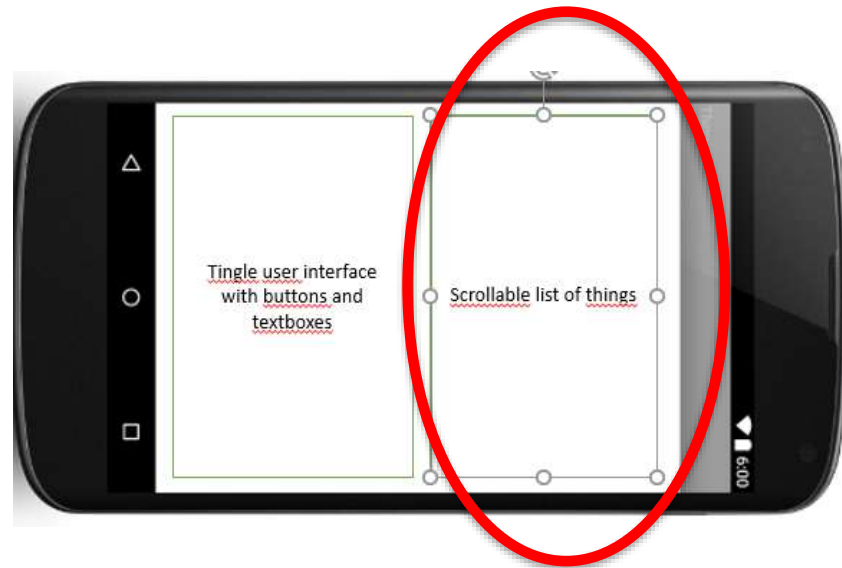 Tingle user interface
with buttons and
textboxes
Scrollable list of things
6:00